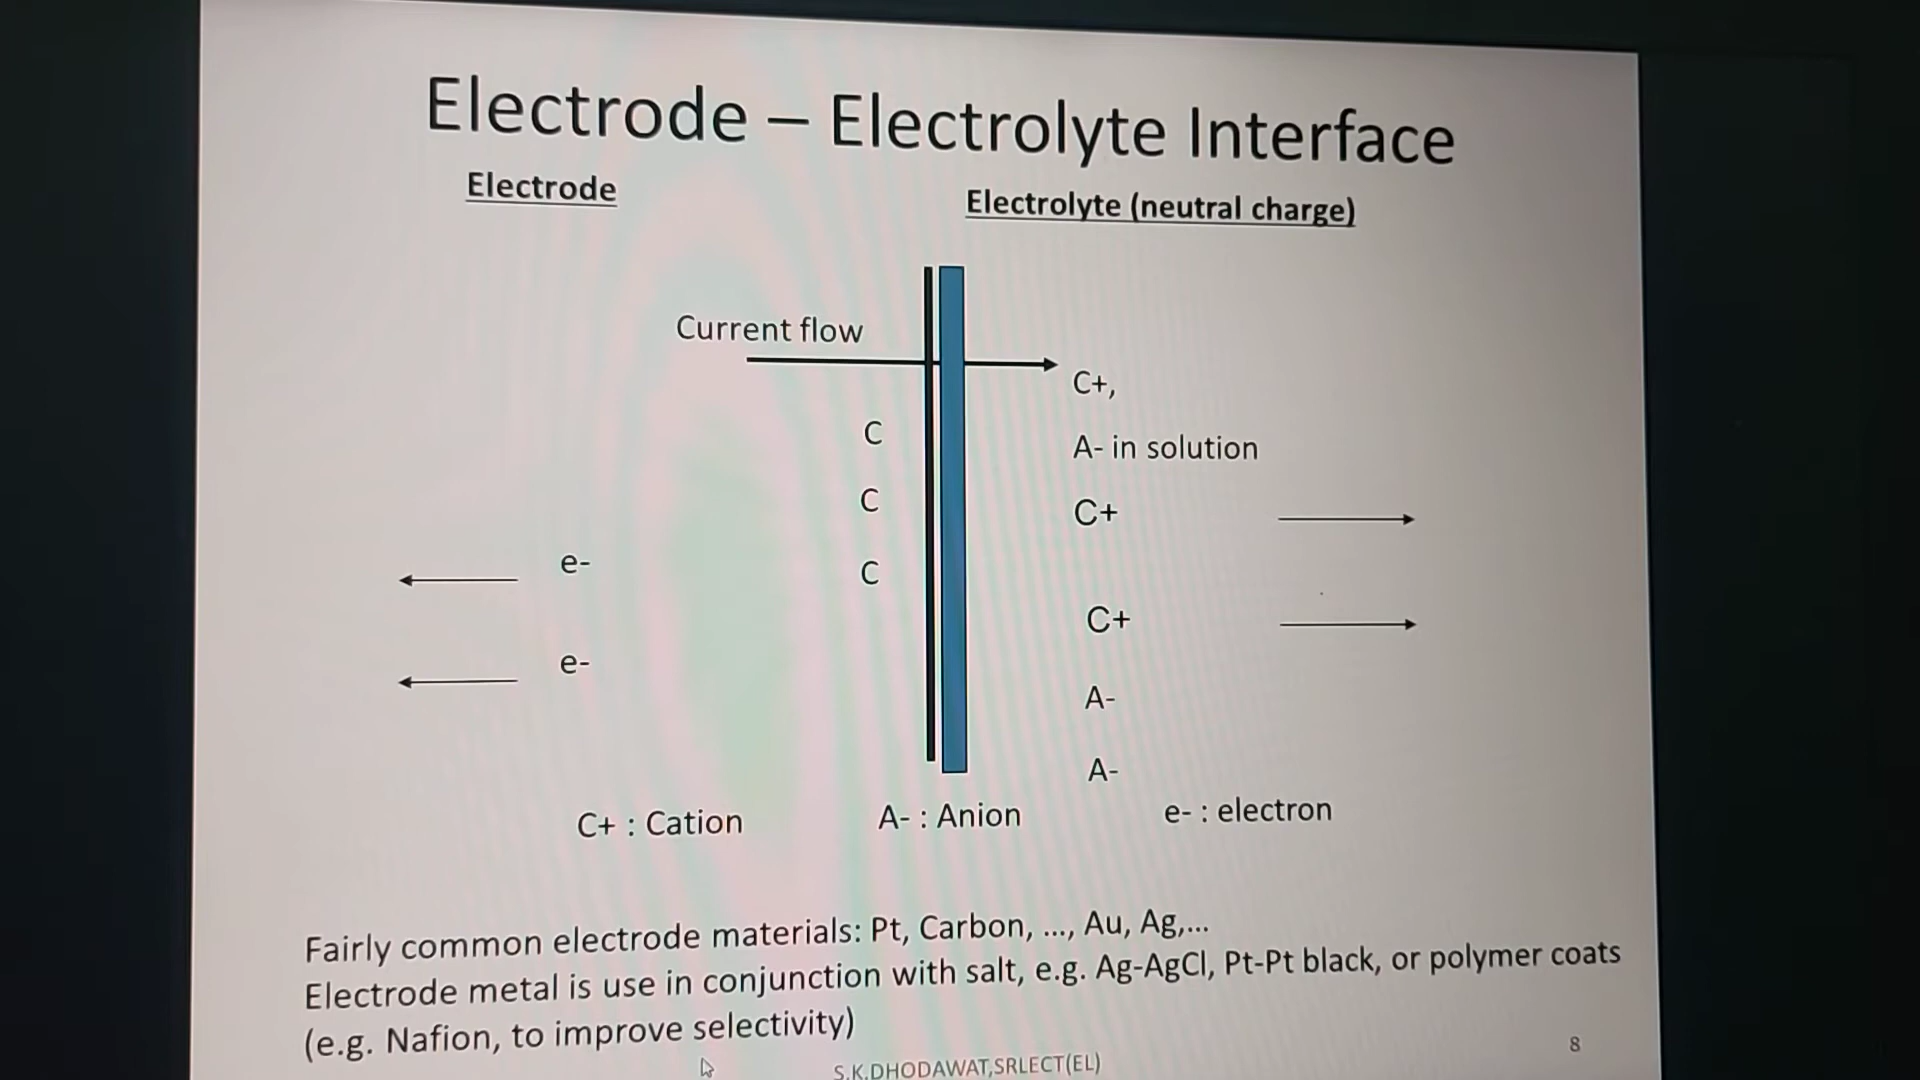 Electrode – Electrolyte Interface
Electrode
Electrolyte (neutral charge)
Current flow
C+,
C
A- in solution
C
C+
e-
C
C+
e-
A-
A-
C+ : Cation
A- : Anion
e- : electron
Fairly common electrode materials: Pt, Carbon, ..., Au, Ag,...
Electrode metal is use in conjunction with salt, e.g. Ag-AgCl, Pt-Pt black, or polymer coats
(e.g. Nafion, to improve selectivity)
8
S.K.DHODAWAT,SRLECT(EL)